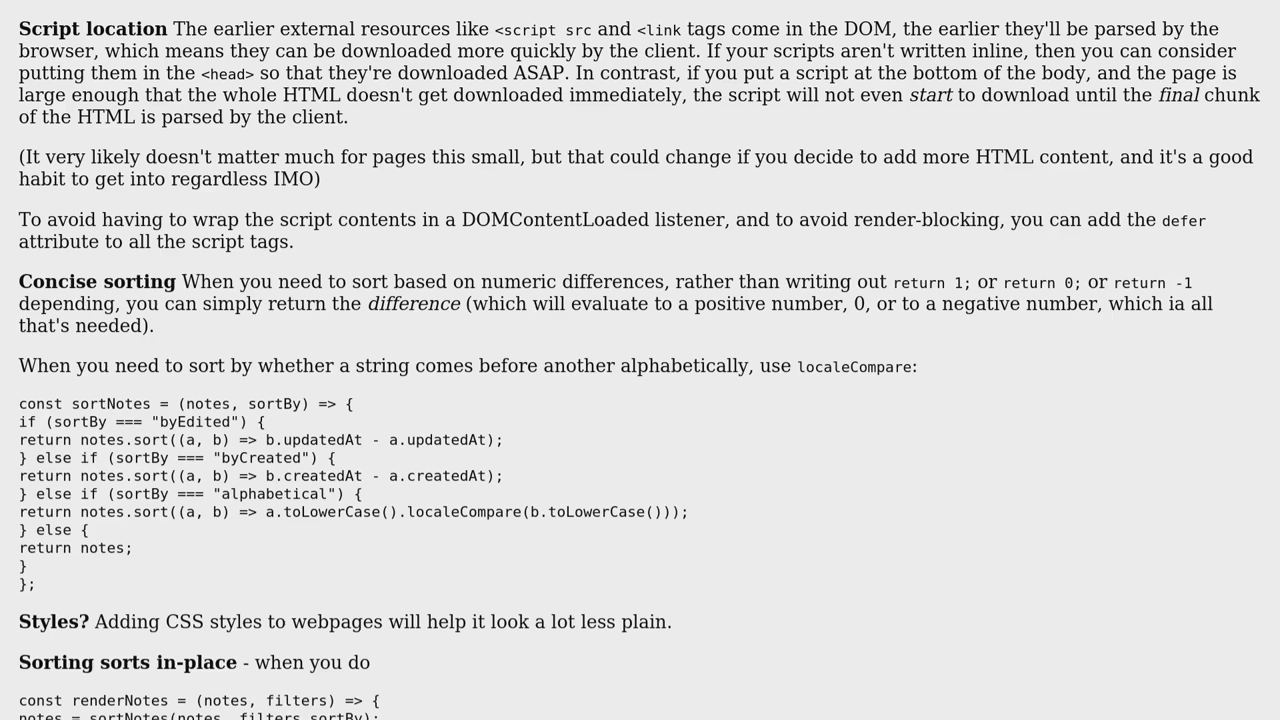 Script location The earlier external resources like <script src and <link tags come in the DOM, the earlier they'll be parsed by the
browser, which means they can be downloaded more quickly by the client. If your scripts aren't written inline, then you can consider
putting them in the <head> so that they're downloaded ASAP. In contrast, if you put a script at the bottom of the body, and the page is
large enough that the whole HTML doesn't get downloaded immediately, the script will not even start to download until the final chunk
of the HTML is parsed by the client.
(It very likely doesn't matter much for pages this small, but that could change if you decide to add more HTML content, and it's a good
habit to get into regardless IMO)
To avoid having to wrap the script contents in a DOMContentLoaded listener, and to avoid render-blocking, you can add the defer
attribute to all the script tags.
Concise sorting When you need to sort based on numeric differences, rather than writing out return 1; or return 0; or return -1
depending, you can simply return the difference (which will evaluate to a positive number, 0, or to a negative number, which ia all
that's needed).
When you need to sort by whether a string comes before another alphabetically, use localeCompare:
const sortNotes = (notes, sortBy) => {
if (sortBy === "byEdited") {
return notes.sort((a, b) => b.updatedAt - a.updatedAt);
} else if (sortBy === "byCreated") {
return notes.sort((a, b) => b.createdAt - a.createdAt);
} else if (sortBy === "alphabetical") {
return notes.sort((a, b) => a.toLowerCase().localeCompare(b.toLowerCase()));
} else {
return notes;
}
};
Styles? Adding CSS styles to webpages will help it look a lot less plain.
Sorting sorts in-place - when you do
const renderNotes = (notes, filters) => {
notes = sortNotes(notes, filters.sortBy);